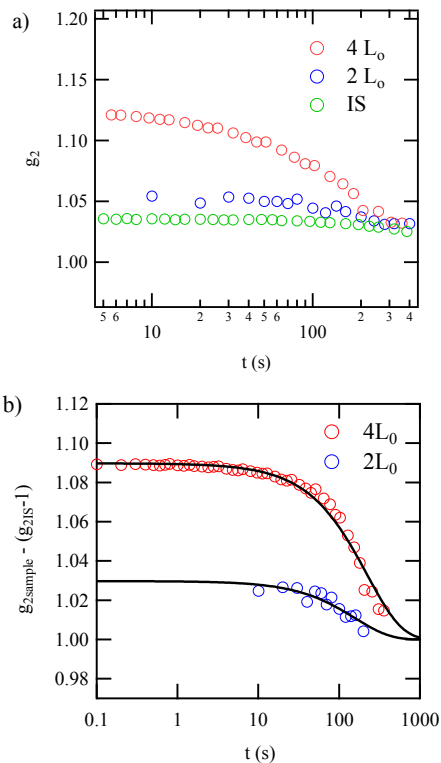 a)
1.20
4 Lo
2 Lo
IS
1.15
g2
1.10
1.05
1.00
5 6 2 3 4 5 6 2 3 4
10 100
t (s)
b)
1.12
4L0
2L0
1.10
1.08
1.06
g2sample - (g2IS-1)
1.04
1.02
1.00
0.98
0.1 1 10 100 1000
t (s)